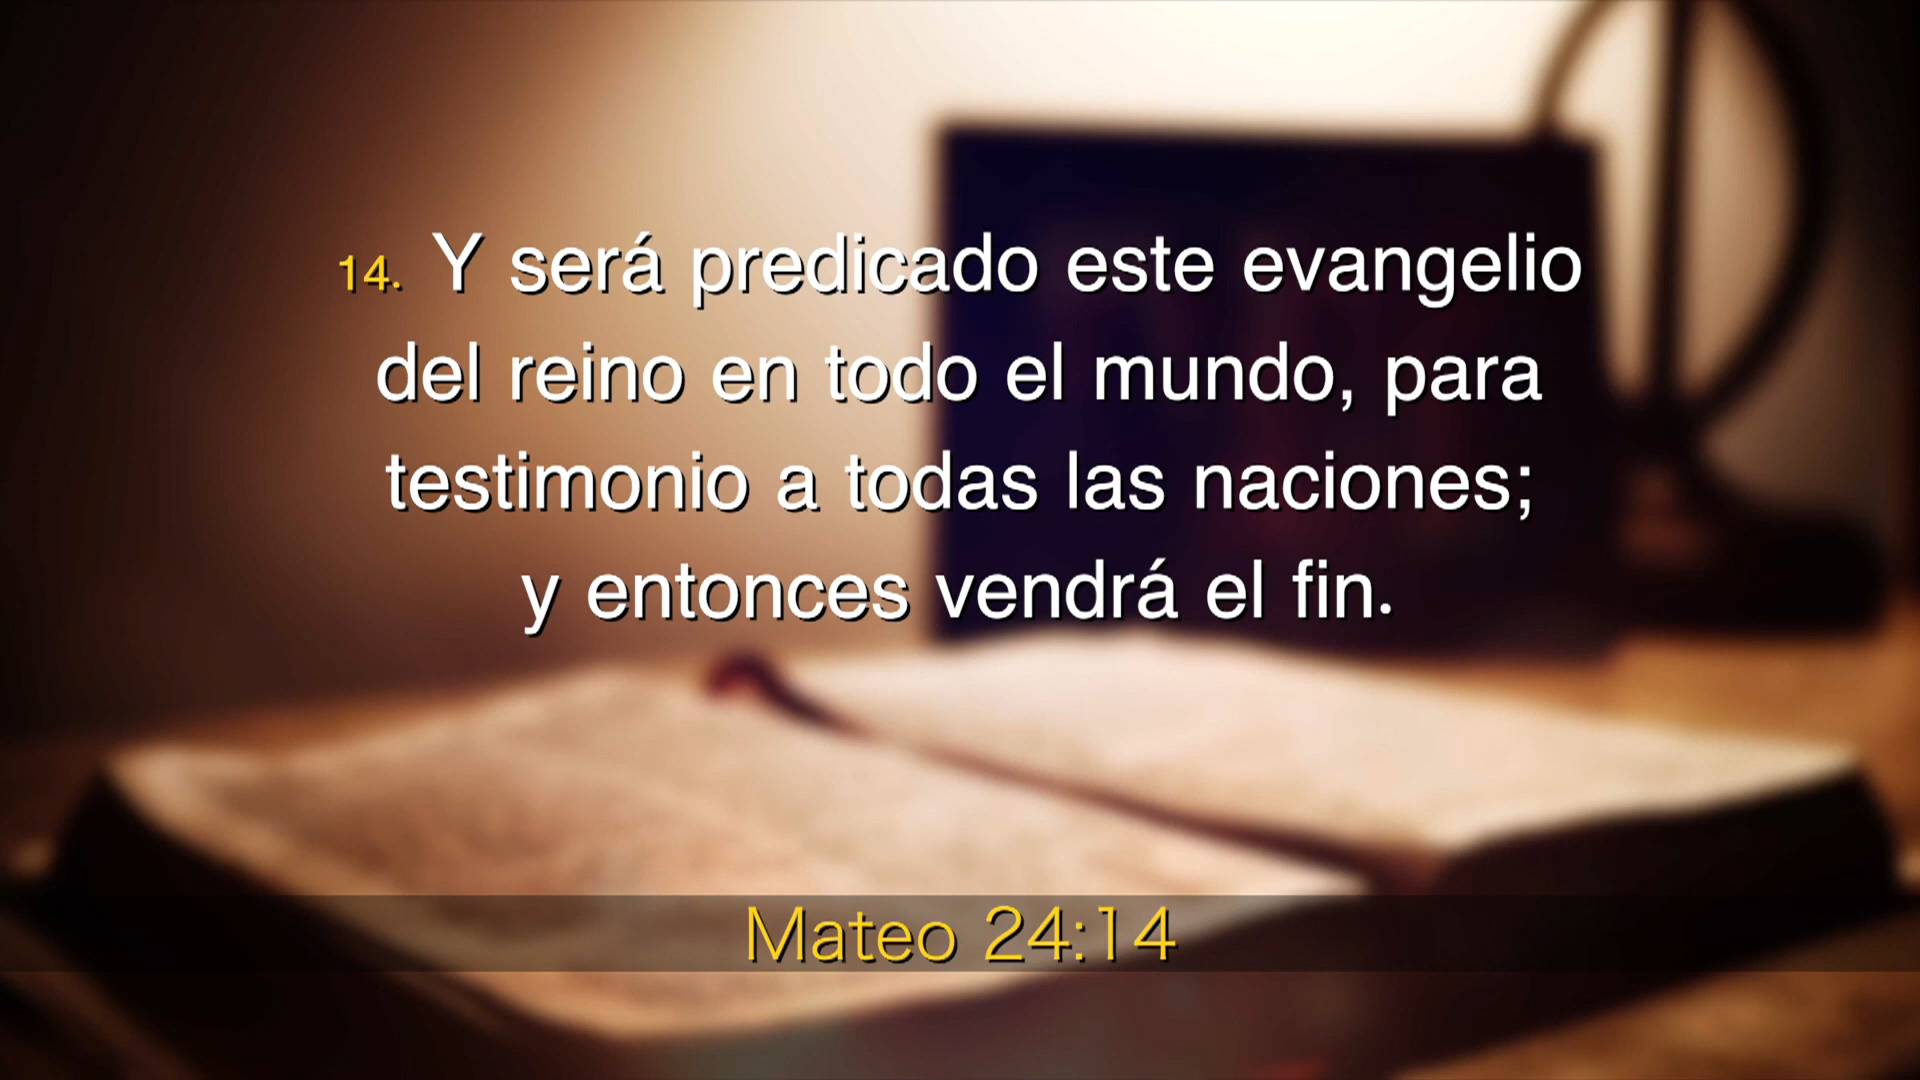 14. Y será predicado este evangelio
del reino en todo el mundo, para
testimonio a todas las naciones;
y entonces vendrá el fin.
Mateo 24:14